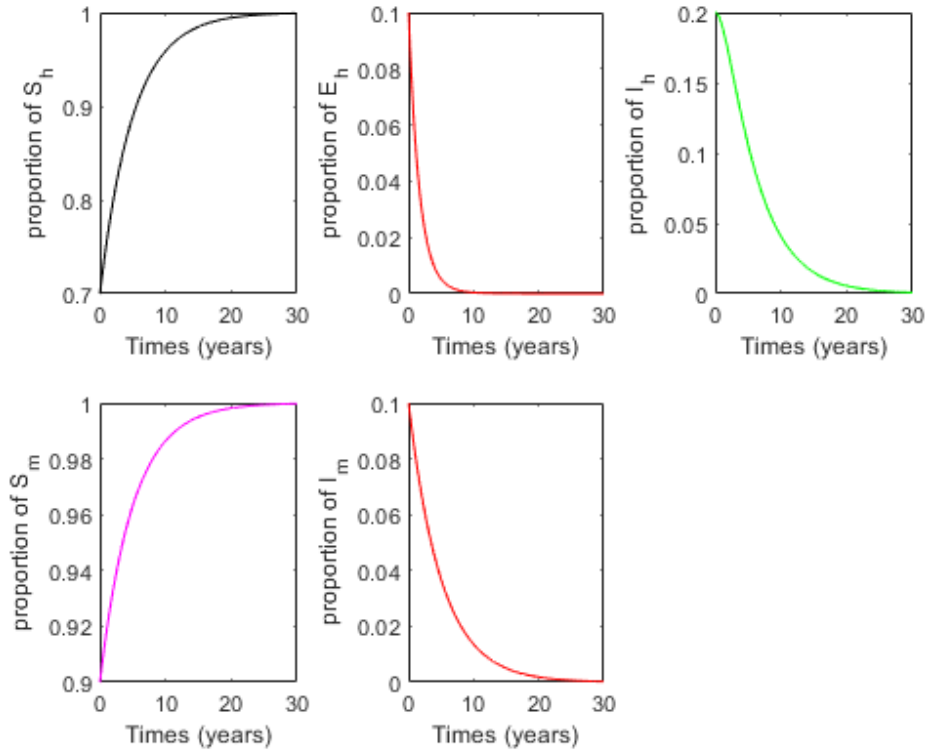 proportion of S_h
1
0.9
0.8
0.7
0 10 20 30
Times (years)
proportion of E_h
0.1
0.08
0.06
0.04
0.02
0
0 10 20 30
Times (years)
proportion of I_h
0.2
0.15
0.1
0.05
0
0 10 20 30
Times (years)
proportion of S_m
1
0.98
0.96
0.94
0.92
0.9
0 10 20 30
Times (years)
proportion of I_m
0.1
0.08
0.06
0.04
0.02
0
0 10 20 30
Times (years)